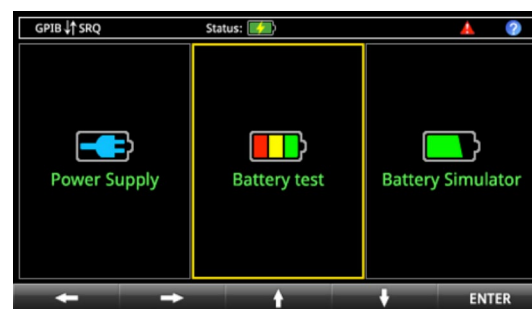 GPIB ↓↑ SRQ Status:
Power Supply Battery test Battery Simulator
ENTER